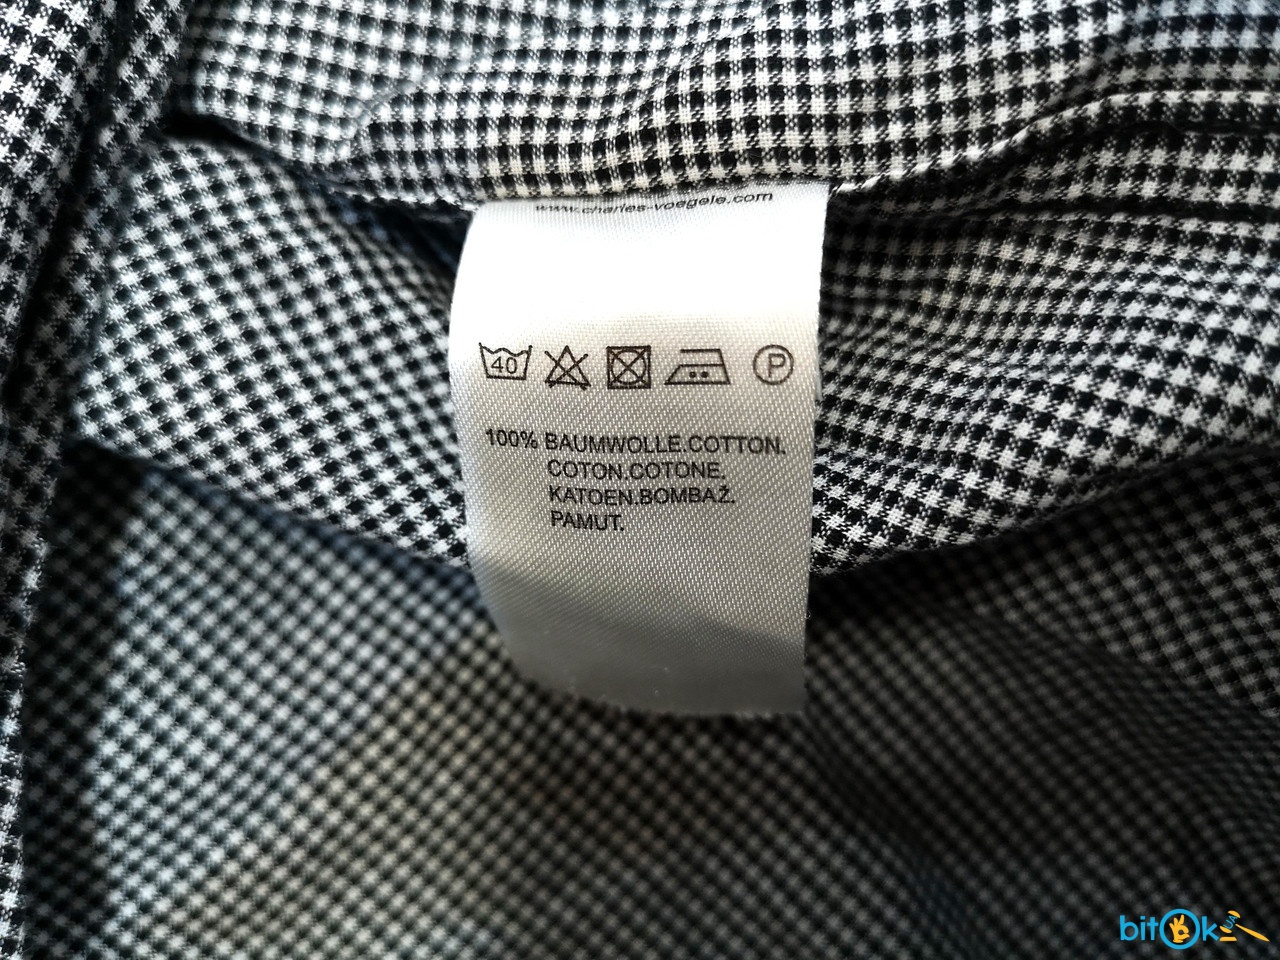 www.charles-voegele.com
40
P
100% BAUMWOLLE.COTTON.
COTON.COTONE.
KATOEN.BOMBAŽ.
PAMUT.
bitOk